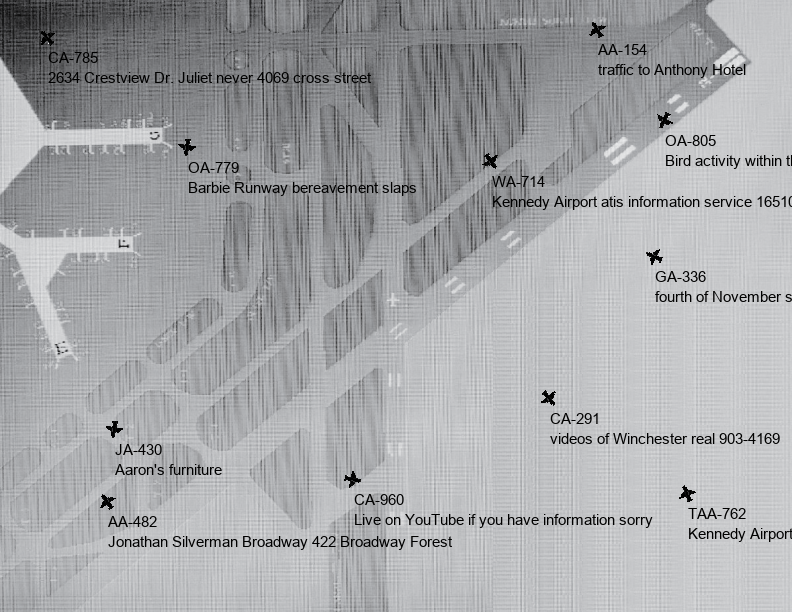 CA-785
2634 Crestview Dr. Juliet never 4069 cross street
AA-154
traffic to Anthony Hotel
OA-805
Bird activity within
OA-779
Barbie Runway bereavement slaps
WA-714
Kennedy Airport atis information service 16510
GA-336
fourth of November
CA-291
videos of Winchester real 903-4169
JA-430
Aaron's furniture
CA-960
Live on YouTube if you have information sorry
TAA-762
Kennedy Airport
AA-482
Jonathan Silverman Broadway 422 Broadway Forest